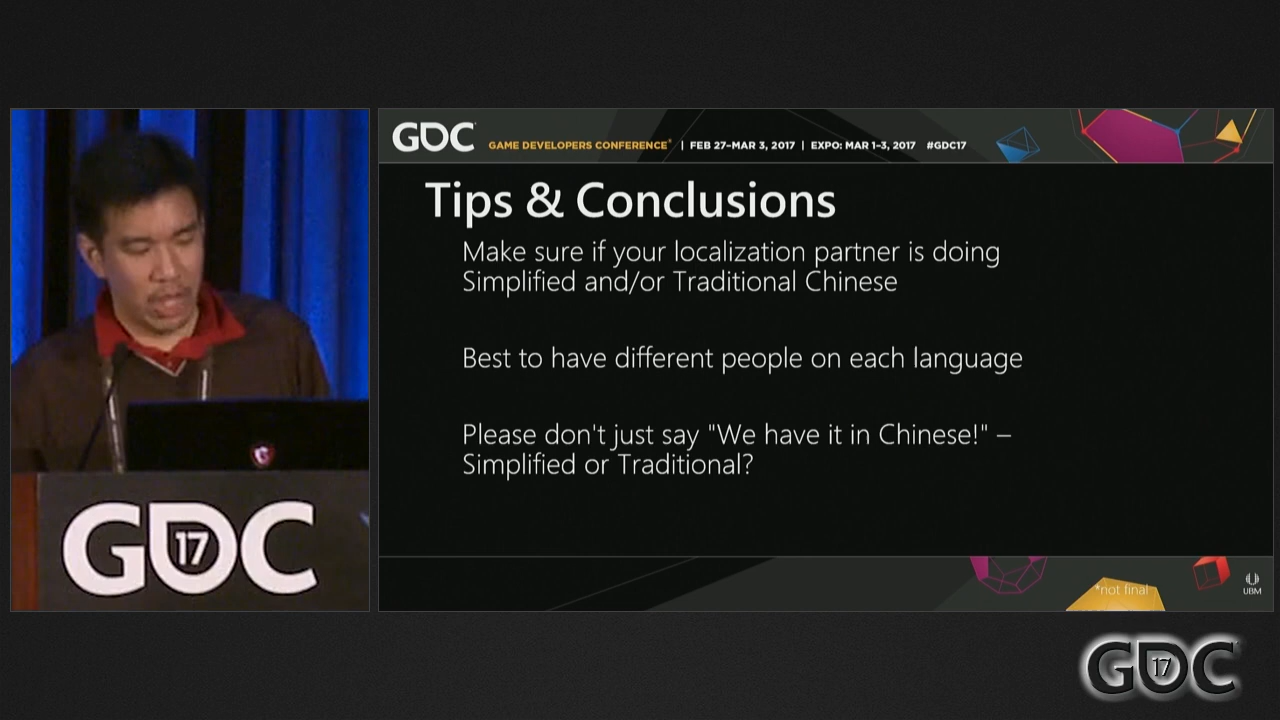 GDC
GAME DEVELOPERS CONFERENCE® | FEB 27–MAR 3, 2017 | EXPO: MAR 1–3, 2017 #GDC17
Tips & Conclusions
Make sure if your localization partner is doing
Simplified and/or Traditional Chinese
Best to have different people on each language
Please don't just say "We have it in Chinese!" –
Simplified or Traditional?
*not final
UBM
GDC
17
GDC
17